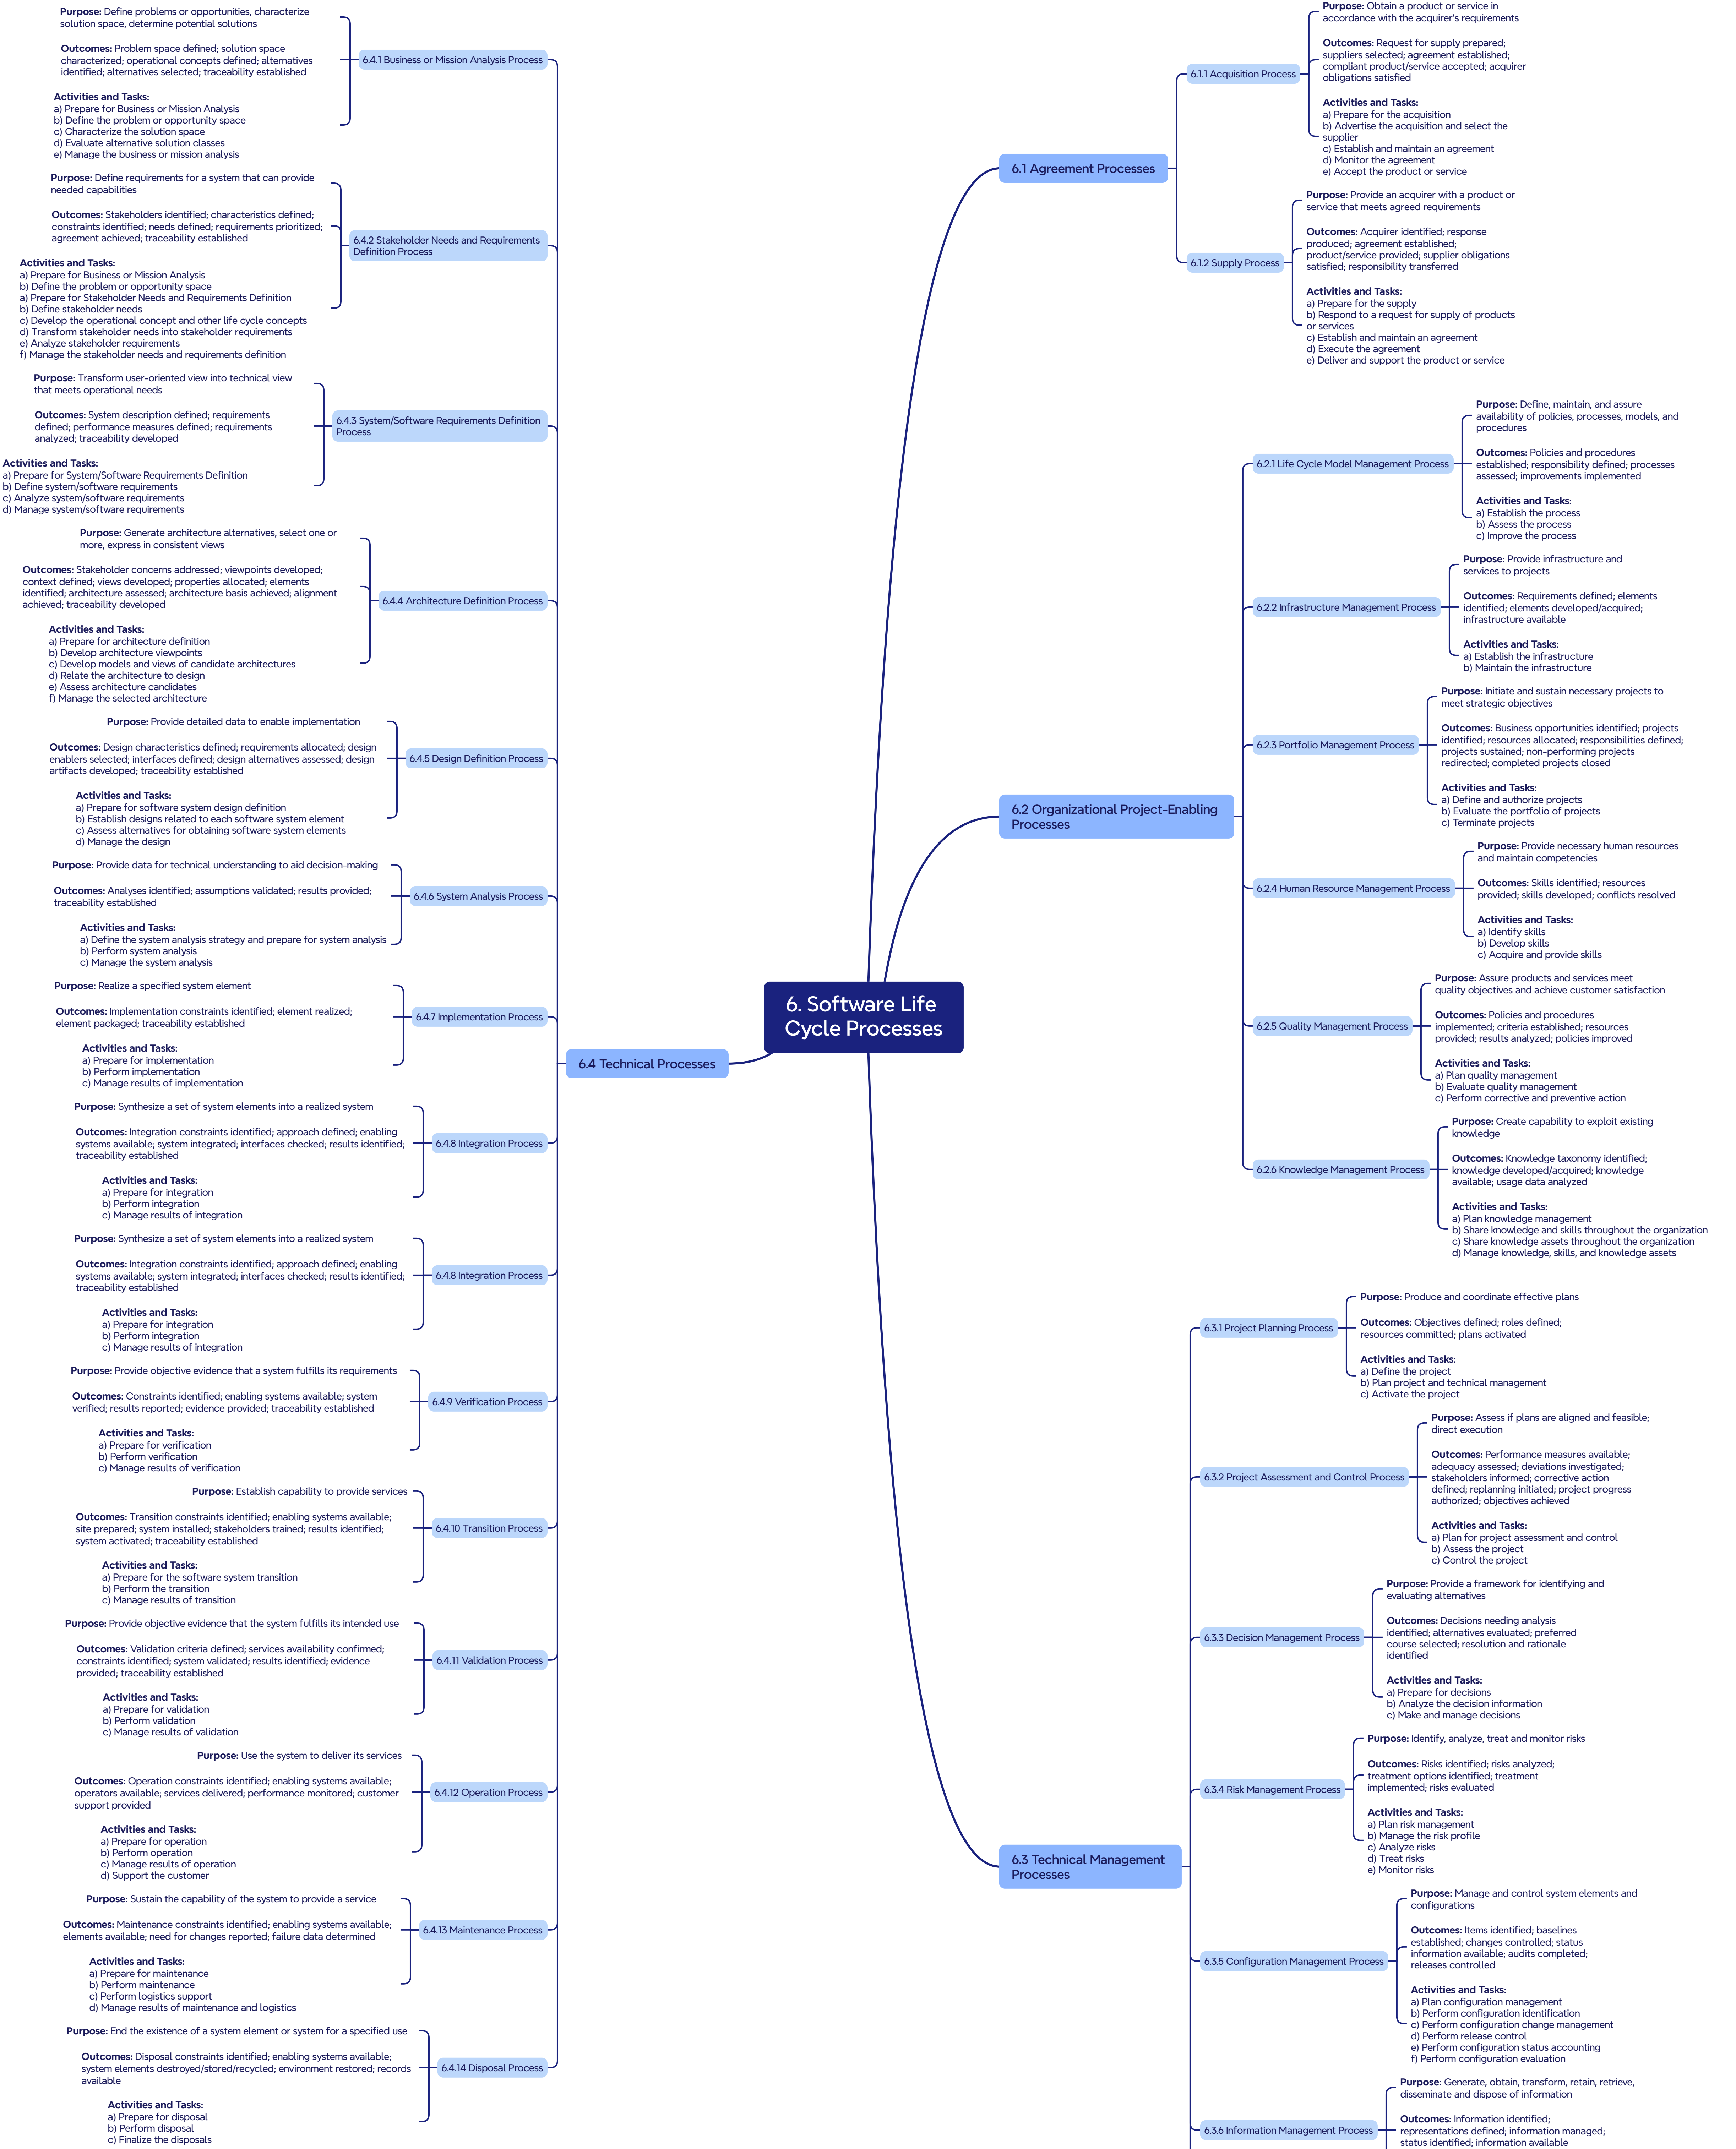 6. Software Life
Cycle Processes
6.1 Agreement Processes
6.1.1 Acquisition Process
Purpose: Obtain a product or service in
accordance with the acquirer's requirements
Outcomes: Request for supply prepared;
suppliers selected; agreement established;
compliant product/service accepted; acquirer
obligations satisfied
Activities and Tasks:
a) Prepare for the acquisition
b) Advertise the acquisition and select the
supplier
c) Establish and maintain an agreement
d) Monitor the agreement
e) Accept the product or service
6.1.2 Supply Process
Purpose: Provide an acquirer with a product or
service that meets agreed requirements
Outcomes: Acquirer identified; response
produced; agreement established;
product/service provided; supplier obligations
satisfied; responsibility transferred
Activities and Tasks:
a) Prepare for the supply
b) Respond to a request for supply of products
or services
c) Establish and maintain an agreement
d) Execute the agreement
e) Deliver and support the product or service
6.2 Organizational Project-Enabling
Processes
6.2.1 Life Cycle Model Management Process
Purpose: Define, maintain, and assure
availability of policies, processes, models, and
procedures
Outcomes: Policies and procedures
established; responsibility defined; processes
assessed; improvements implemented
Activities and Tasks:
a) Establish the process
b) Assess the process
c) Improve the process
6.2.2 Infrastructure Management Process
Purpose: Provide infrastructure and
services to projects
Outcomes: Requirements defined; elements
identified; elements developed/acquired;
infrastructure available
Activities and Tasks:
a) Establish the infrastructure
b) Maintain the infrastructure
6.2.3 Portfolio Management Process
Purpose: Initiate and sustain necessary projects to
meet strategic objectives
Outcomes: Business opportunities identified; projects
identified; resources allocated; responsibilities defined;
projects sustained; non-performing projects
redirected; completed projects closed
Activities and Tasks:
a) Define and authorize projects
b) Evaluate the portfolio of projects
c) Terminate projects
6.2.4 Human Resource Management Process
Purpose: Provide necessary human resources
and maintain competencies
Outcomes: Skills identified; resources
provided; skills developed; conflicts resolved
Activities and Tasks:
a) Identify skills
b) Develop skills
c) Acquire and provide skills
6.2.5 Quality Management Process
Purpose: Assure products and services meet
quality objectives and achieve customer satisfaction
Outcomes: Policies and procedures
implemented; criteria established; resources
provided; results analyzed; policies improved
Activities and Tasks:
a) Plan quality management
b) Evaluate quality management
c) Perform corrective and preventive action
6.2.6 Knowledge Management Process
Purpose: Create capability to exploit existing
knowledge
Outcomes: Knowledge taxonomy identified;
knowledge developed/acquired; knowledge
available; usage data analyzed
Activities and Tasks:
a) Plan knowledge management
b) Share knowledge and skills throughout the organization
c) Share knowledge assets throughout the organization
d) Manage knowledge, skills, and knowledge assets
6.3 Technical Management
Processes
6.3.1 Project Planning Process
Purpose: Produce and coordinate effective plans
Outcomes: Objectives defined; roles defined;
resources committed; plans activated
Activities and Tasks:
a) Define the project
b) Plan project and technical management
c) Activate the project
6.3.2 Project Assessment and Control Process
Purpose: Assess if plans are aligned and feasible;
direct execution
Outcomes: Performance measures available;
adequacy assessed; deviations investigated;
stakeholders informed; corrective action
defined; replanning initiated; project progress
authorized; objectives achieved
Activities and Tasks:
a) Plan for project assessment and control
b) Assess the project
c) Control the project
6.3.3 Decision Management Process
Purpose: Provide a framework for identifying and
evaluating alternatives
Outcomes: Decisions needing analysis
identified; alternatives evaluated; preferred
course selected; resolution and rationale
identified
Activities and Tasks:
a) Prepare for decisions
b) Analyze the decision information
c) Make and manage decisions
6.3.4 Risk Management Process
Purpose: Identify, analyze, treat and monitor risks
Outcomes: Risks identified; risks analyzed;
treatment options identified; treatment
implemented; risks evaluated
Activities and Tasks:
a) Plan risk management
b) Manage the risk profile
c) Analyze risks
d) Treat risks
e) Monitor risks
6.3.5 Configuration Management Process
Purpose: Manage and control system elements and
configurations
Outcomes: Items identified; baselines
established; changes controlled; status
information available; audits completed;
releases controlled
Activities and Tasks:
a) Plan configuration management
b) Perform configuration identification
c) Perform configuration change management
d) Perform release control
e) Perform configuration status accounting
f) Perform configuration evaluation
6.3.6 Information Management Process
Purpose: Generate, obtain, transform, retain, retrieve,
disseminate and dispose of information
Outcomes: Information identified;
representations defined; information managed;
status identified; information available
6.4 Technical Processes
6.4.1 Business or Mission Analysis Process
Purpose: Define problems or opportunities, characterize
solution space, determine potential solutions
Outcomes: Problem space defined; solution space
characterized; operational concepts defined; alternatives
identified; alternatives selected; traceability established
Activities and Tasks:
a) Prepare for Business or Mission Analysis
b) Define the problem or opportunity space
c) Characterize the solution space
d) Evaluate alternative solution classes
e) Manage the business or mission analysis
6.4.2 Stakeholder Needs and Requirements
Definition Process
Purpose: Define requirements for a system that can provide
needed capabilities
Outcomes: Stakeholders identified; characteristics defined;
constraints identified; needs defined; requirements prioritized;
agreement achieved; traceability established
Activities and Tasks:
a) Prepare for Business or Mission Analysis
b) Define the problem or opportunity space
a) Prepare for Stakeholder Needs and Requirements Definition
b) Define stakeholder needs
c) Develop the operational concept and other life cycle concepts
d) Transform stakeholder needs into stakeholder requirements
e) Analyze stakeholder requirements
f) Manage the stakeholder needs and requirements definition
6.4.3 System/Software Requirements Definition
Process
Purpose: Transform user-oriented view into technical view
that meets operational needs
Outcomes: System description defined; requirements
defined; performance measures defined; requirements
analyzed; traceability developed
Activities and Tasks:
a) Prepare for System/Software Requirements Definition
b) Define system/software requirements
c) Analyze system/software requirements
d) Manage system/software requirements
6.4.4 Architecture Definition Process
Purpose: Generate architecture alternatives, select one or
more, express in consistent views
Outcomes: Stakeholder concerns addressed; viewpoints developed;
context defined; views developed; properties allocated; elements
identified; architecture assessed; architecture basis achieved; alignment
achieved; traceability developed
Activities and Tasks:
a) Prepare for architecture definition
b) Develop architecture viewpoints
c) Develop models and views of candidate architectures
d) Relate the architecture to design
e) Assess architecture candidates
f) Manage the selected architecture
6.4.5 Design Definition Process
Purpose: Provide detailed data to enable implementation
Outcomes: Design characteristics defined; requirements allocated; design
enablers selected; interfaces defined; design alternatives assessed; design
artifacts developed; traceability established
Activities and Tasks:
a) Prepare for software system design definition
b) Establish designs related to each software system element
c) Assess alternatives for obtaining software system elements
d) Manage the design
6.4.6 System Analysis Process
Purpose: Provide data for technical understanding to aid decision-making
Outcomes: Analyses identified; assumptions validated; results provided;
traceability established
Activities and Tasks:
a) Define the system analysis strategy and prepare for system analysis
b) Perform system analysis
c) Manage the system analysis
6.4.7 Implementation Process
Purpose: Realize a specified system element
Outcomes: Implementation constraints identified; element realized;
element packaged; traceability established
Activities and Tasks:
a) Prepare for implementation
b) Perform implementation
c) Manage results of implementation
6.4.8 Integration Process
Purpose: Synthesize a set of system elements into a realized system
Outcomes: Integration constraints identified; approach defined; enabling
systems available; system integrated; interfaces checked; results identified;
traceability established
Activities and Tasks:
a) Prepare for integration
b) Perform integration
c) Manage results of integration
6.4.8 Integration Process
Purpose: Synthesize a set of system elements into a realized system
Outcomes: Integration constraints identified; approach defined; enabling
systems available; system integrated; interfaces checked; results identified;
traceability established
Activities and Tasks:
a) Prepare for integration
b) Perform integration
c) Manage results of integration
6.4.9 Verification Process
Purpose: Provide objective evidence that a system fulfills its requirements
Outcomes: Constraints identified; enabling systems available; system
verified; results reported; evidence provided; traceability established
Activities and Tasks:
a) Prepare for verification
b) Perform verification
c) Manage results of verification
6.4.10 Transition Process
Purpose: Establish capability to provide services
Outcomes: Transition constraints identified; enabling systems available;
site prepared; system installed; stakeholders trained; results identified;
system activated; traceability established
Activities and Tasks:
a) Prepare for the software system transition
b) Perform the transition
c) Manage results of transition
6.4.11 Validation Process
Purpose: Provide objective evidence that the system fulfills its intended use
Outcomes: Validation criteria defined; services availability confirmed;
constraints identified; system validated; results identified; evidence
provided; traceability established
Activities and Tasks:
a) Prepare for validation
b) Perform validation
c) Manage results of validation
6.4.12 Operation Process
Purpose: Use the system to deliver its services
Outcomes: Operation constraints identified; enabling systems available;
operators available; services delivered; performance monitored; customer
support provided
Activities and Tasks:
a) Prepare for operation
b) Perform operation
c) Manage results of operation
d) Support the customer
6.4.13 Maintenance Process
Purpose: Sustain the capability of the system to provide a service
Outcomes: Maintenance constraints identified; enabling systems available;
elements available; need for changes reported; failure data determined
Activities and Tasks:
a) Prepare for maintenance
b) Perform maintenance
c) Perform logistics support
d) Manage results of maintenance and logistics
6.4.14 Disposal Process
Purpose: End the existence of a system element or system for a specified use
Outcomes: Disposal constraints identified; enabling systems available;
system elements destroyed/stored/recycled; environment restored; records
available
Activities and Tasks:
a) Prepare for disposal
b) Perform disposal
c) Finalize the disposals